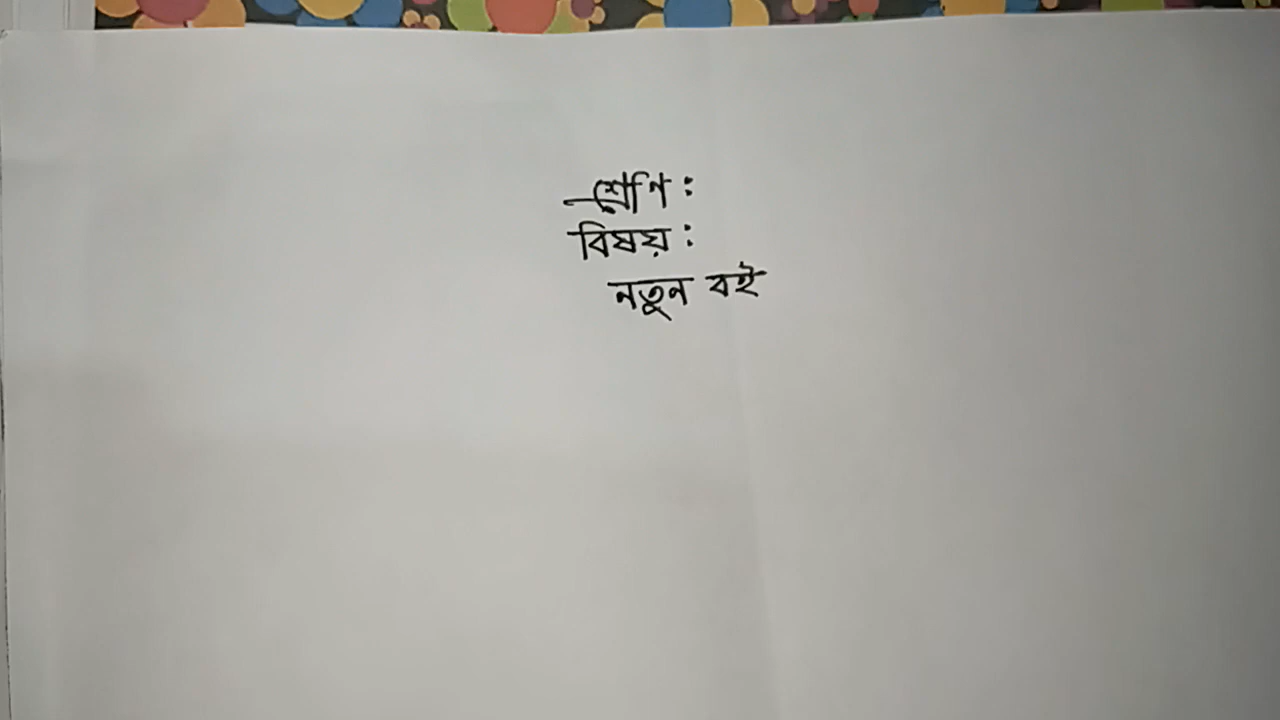 শ্রেণি :
বিষয় :
নতুন বই